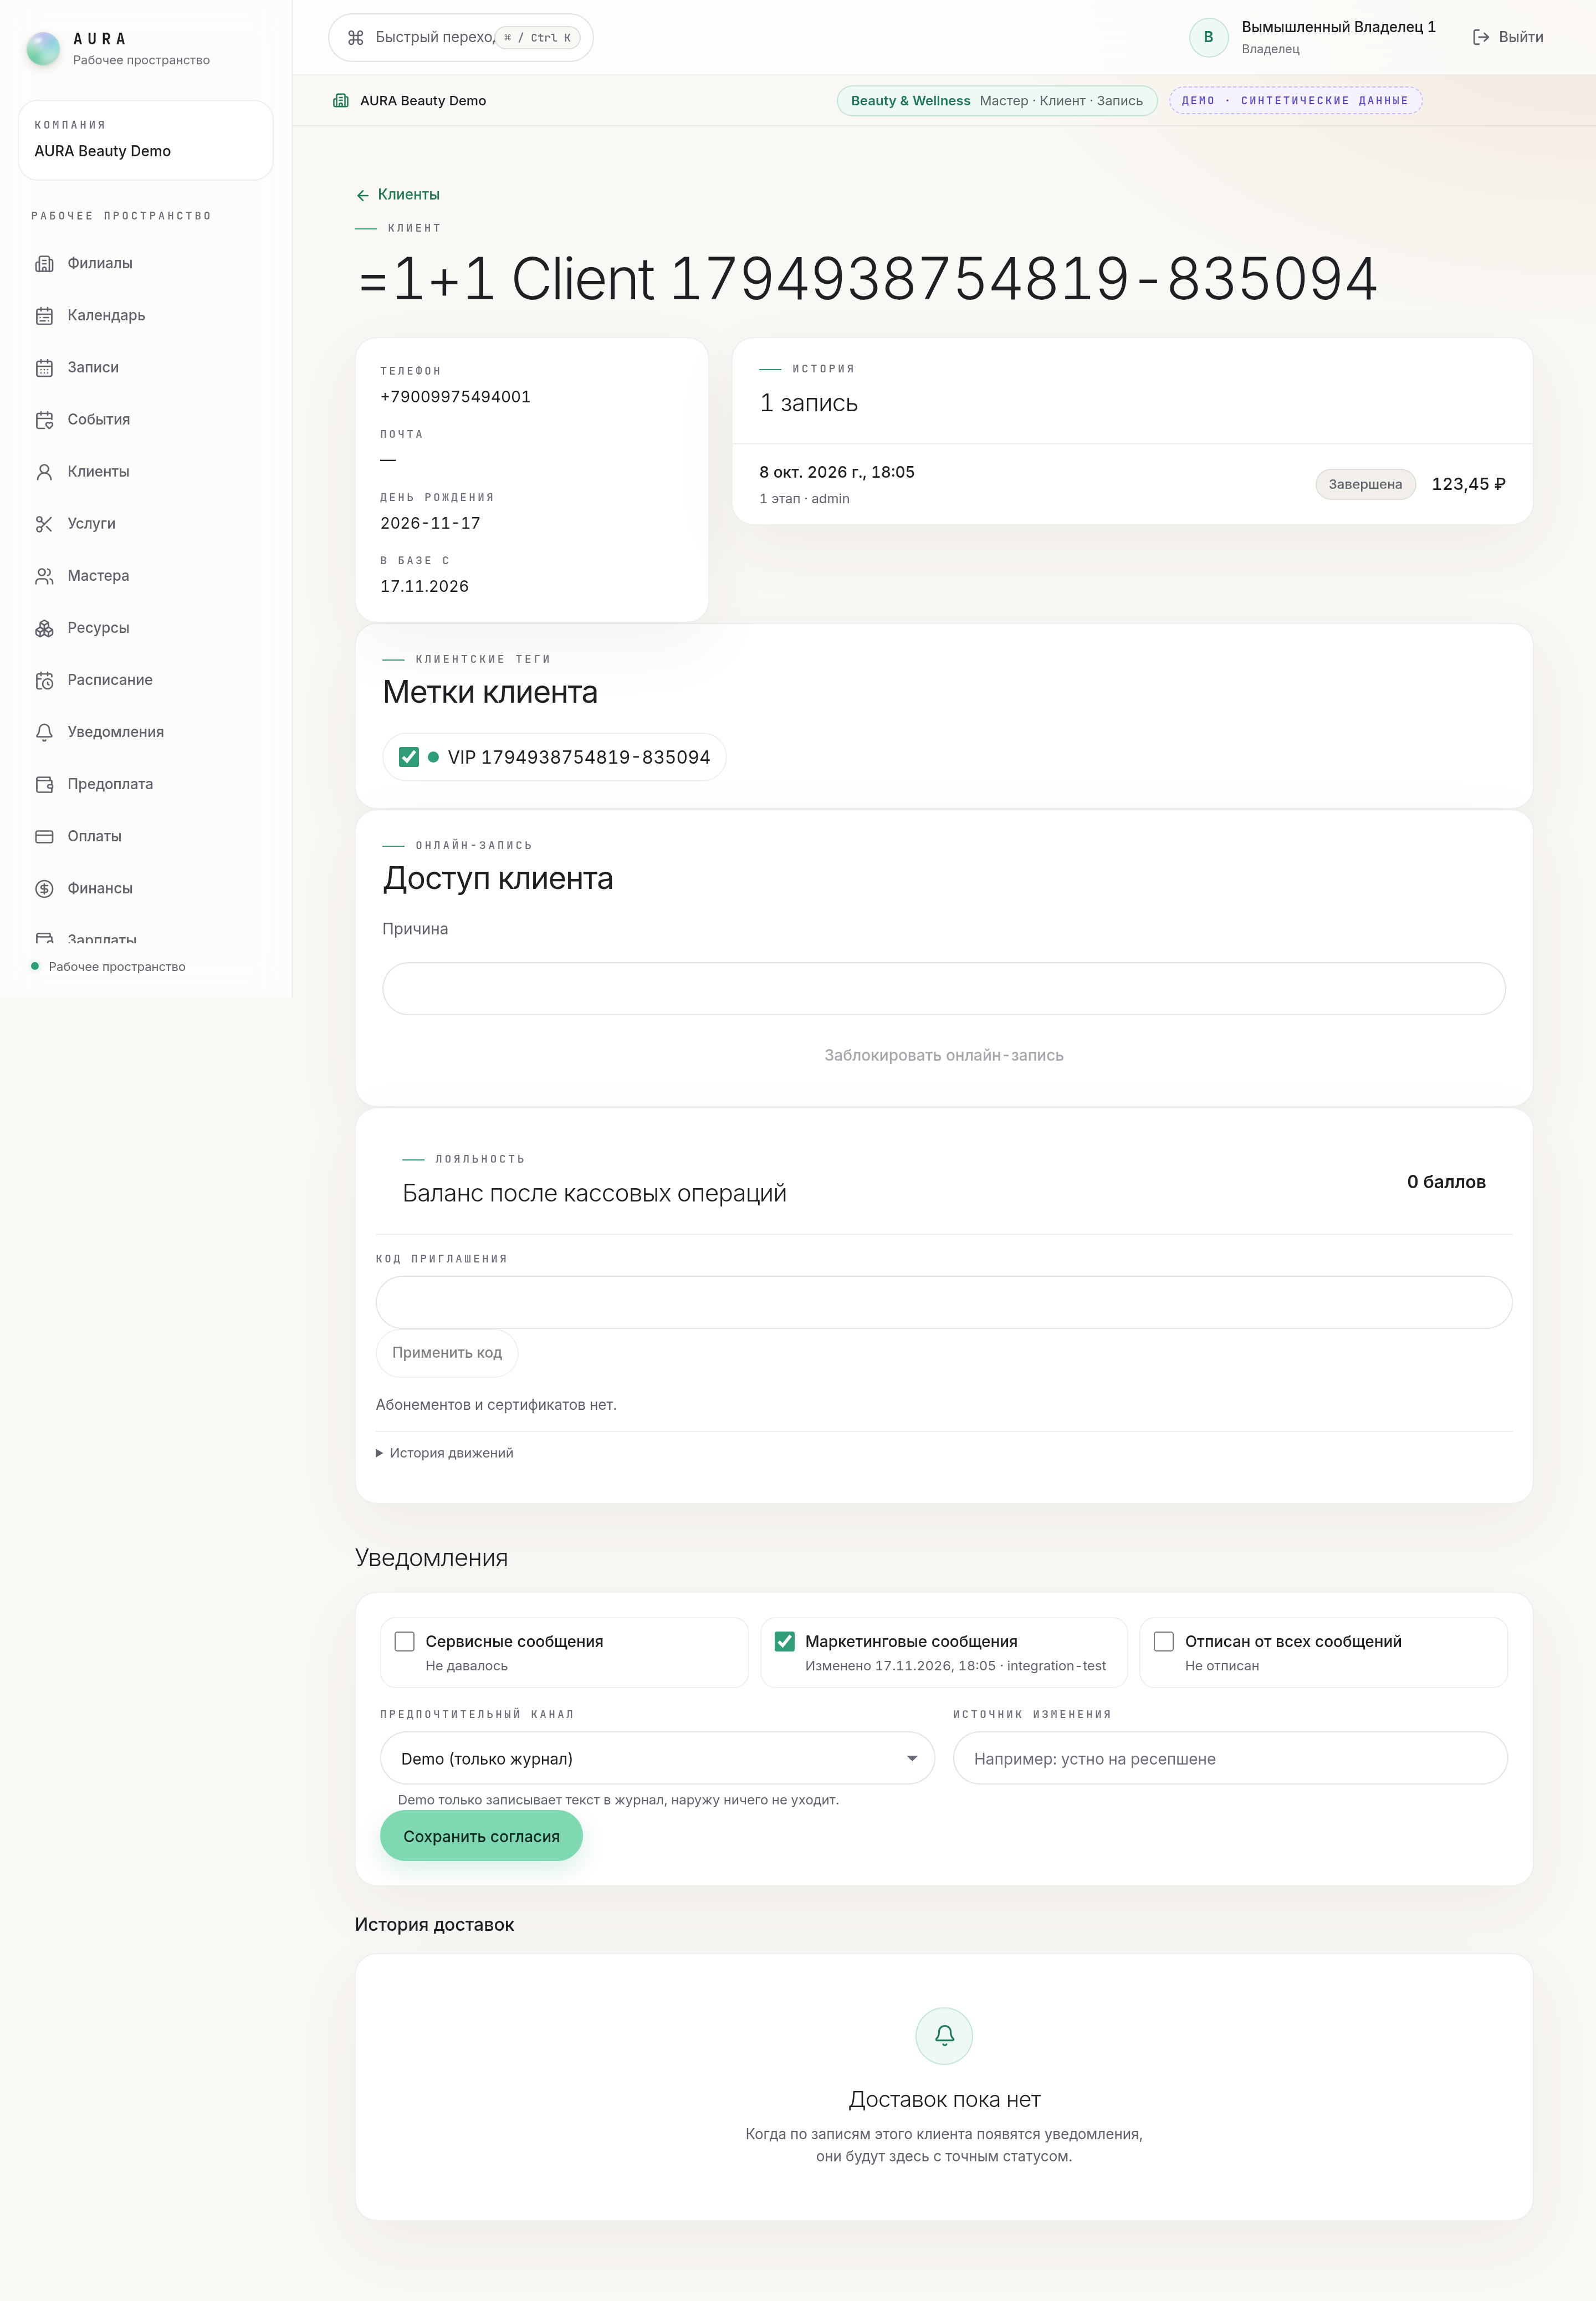 AURA
Рабочее пространство
КОМПАНИЯ
AURA Beauty Demo
РАБОЧЕЕ ПРОСТРАНСТВО
Филиалы
Календарь
Записи
События
Клиенты
Услуги
Мастера
Ресурсы
Расписание
Уведомления
Предоплата
Оплаты
Финансы
Зарплаты
Рабочее пространство
Быстрый переход ⌘ / Ctrl K
В
Вымышленный Владелец 1
Владелец
Выйти
AURA Beauty Demo
Beauty & Wellness Мастер · Клиент · Запись
ДЕМО · СИНТЕТИЧЕСКИЕ ДАННЫЕ
← Клиенты
КЛИЕНТ
=1+1 Client 1794938754819-835094
ТЕЛЕФОН
+79009975494001
ПОЧТА
—
ДЕНЬ РОЖДЕНИЯ
2026-11-17
В БАЗЕ С
17.11.2026
ИСТОРИЯ
1 запись
8 окт. 2026 г., 18:05
1 этап · admin
Завершена
123,45 ₽
КЛИЕНТСКИЕ ТЕГИ
Метки клиента
VIP 1794938754819-835094
ОНЛАЙН-ЗАПИСЬ
Доступ клиента
Причина
Заблокировать онлайн-запись
ЛОЯЛЬНОСТЬ
Баланс после кассовых операций
0 баллов
КОД ПРИГЛАШЕНИЯ
Применить код
Абонементов и сертификатов нет.
История движений
Уведомления
Сервисные сообщения
Не давалось
Маркетинговые сообщения
Изменено 17.11.2026, 18:05 · integration-test
Отписан от всех сообщений
Не отписан
ПРЕДПОЧТИТЕЛЬНЫЙ КАНАЛ
Demo (только журнал)
Demo только записывает текст в журнал, наружу ничего не уходит.
ИСТОЧНИК ИЗМЕНЕНИЯ
Например: устно на ресепшене
Сохранить согласия
История доставок
Доставок пока нет
Когда по записям этого клиента появятся уведомления,
они будут здесь с точным статусом.